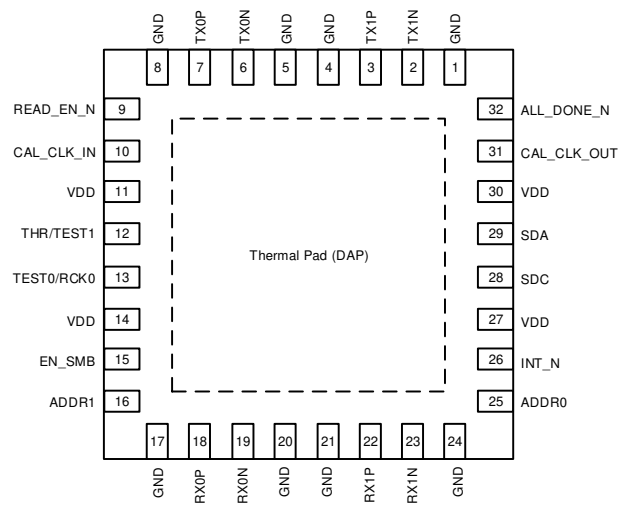 GND
TX0P
TX0N
GND
GND
TX1P
TX1N
GND
8
7
6
5
4
3
2
1
READ_EN_N
9
32
ALL_DONE_N
CAL_CLK_IN
10
31
CAL_CLK_OUT
VDD
11
30
VDD
THR/TEST1
12
29
SDA
Thermal Pad (DAP)
TEST0/RCK0
13
28
SDC
VDD
14
27
VDD
EN_SMB
15
26
INT_N
ADDR1
16
25
ADDR0
17
18
19
20
21
22
23
24
GND
RX0P
RX0N
GND
GND
RX1P
RX1N
GND